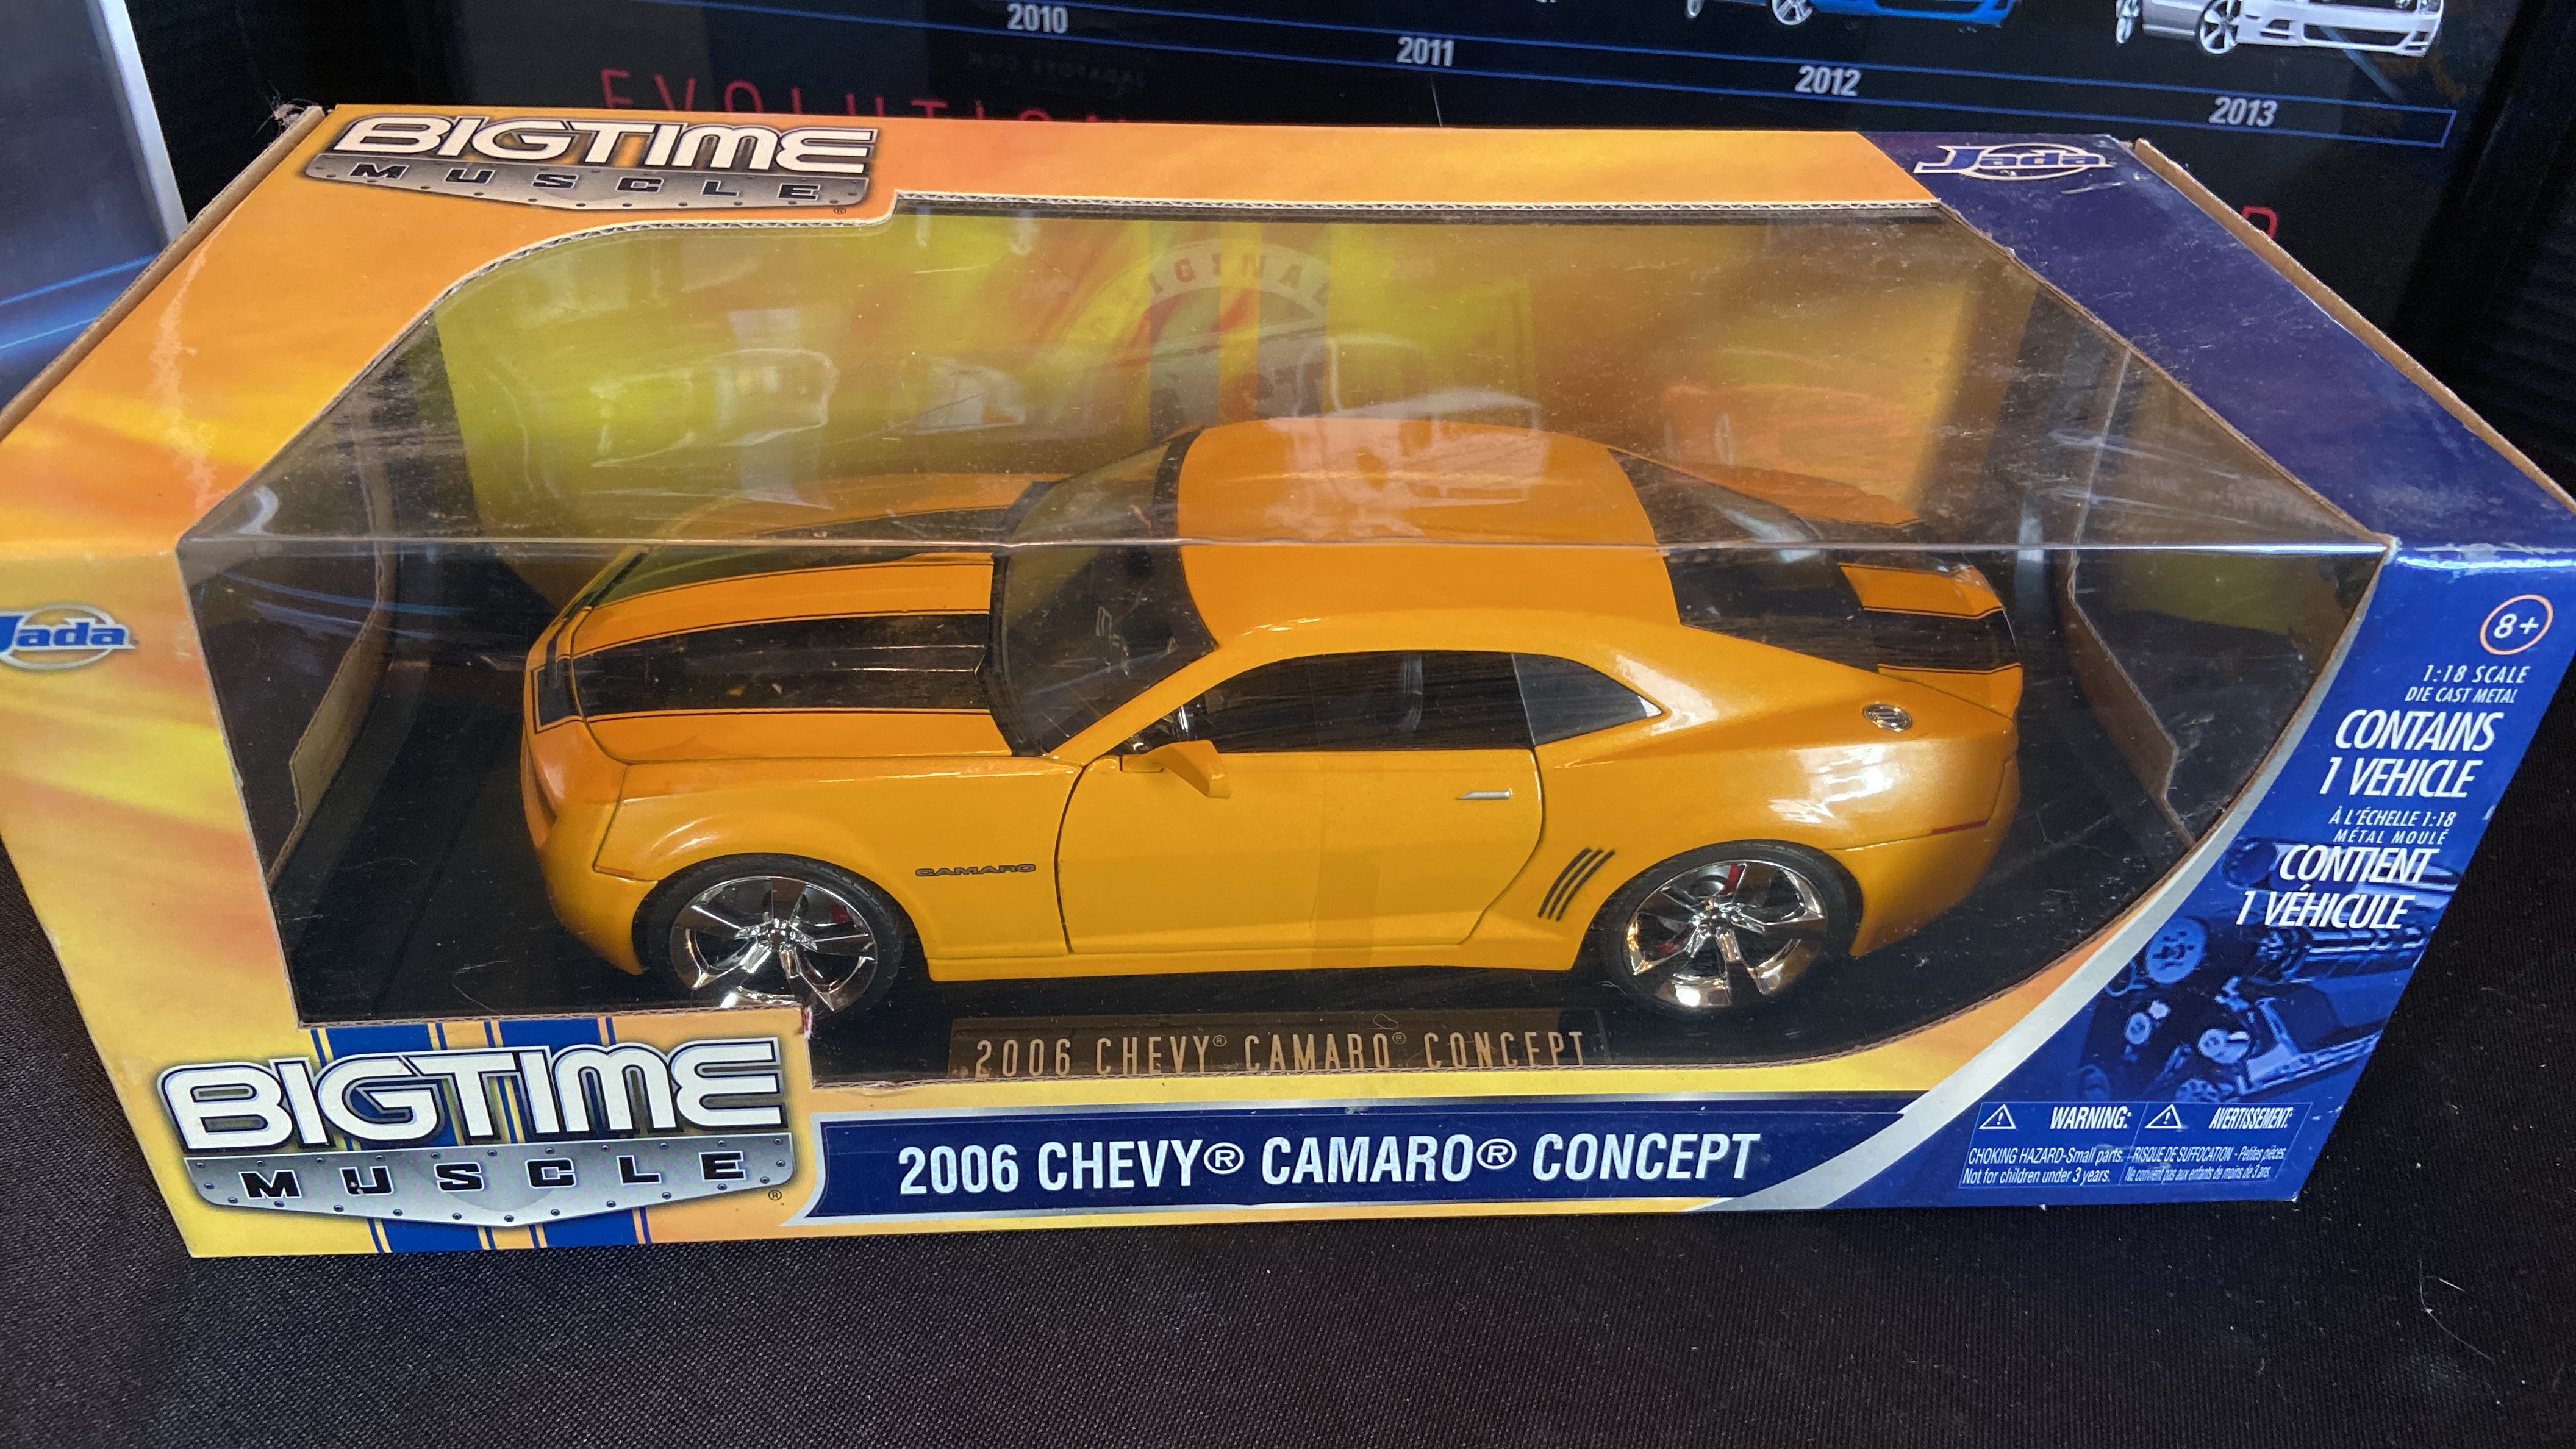 2010
2011
2012
2013
EVOLUTION
BIGTIME
MUSCLE
®
Jada
Jada
8+
1:18 SCALE
DIE CAST METAL
CONTAINS
1 VEHICLE
À L'ÉCHELLE 1:18
MÉTAL MOULÉ
CONTIENT
1 VÉHICULE
CAMARO
2006 CHEVY® CAMARO® CONCEPT
BIGTIME
MUSCLE
®
2006 CHEVY® CAMARO® CONCEPT
WARNING:
CHOKING HAZARD-Small parts.
Not for children under 3 years.
AVERTISSEMENT:
RISQUE DE SUFFOCATION - Petites pièces.
Ne convient pas aux enfants de moins de 3 ans.